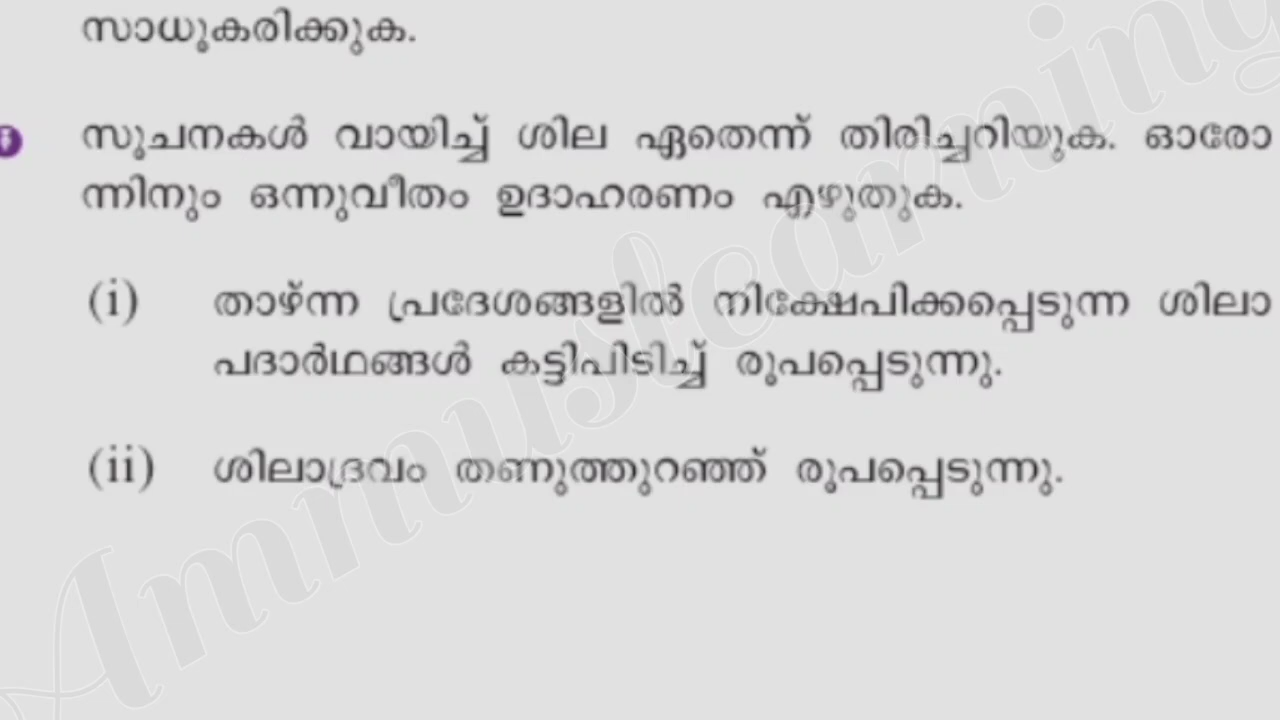 സാധൂകരിക്കുക.
സൂചനകൾ വായിച്ച് ശില ഏതെന്ന് തിരിച്ചറിയുക. ഓരോ
ന്നിനും ഒന്നുവീതം ഉദാഹരണം എഴുതുക.
(i) താഴ്ന്ന പ്രദേശങ്ങളിൽ നിക്ഷേപിക്കപ്പെടുന്ന ശിലാ
പദാർഥങ്ങൾ കട്ടിപിടിച്ച് രൂപപ്പെടുന്നു.
(ii) ശിലാദ്രവം തണുത്തുറഞ്ഞ് രൂപപ്പെടുന്നു.
Ammuslearning